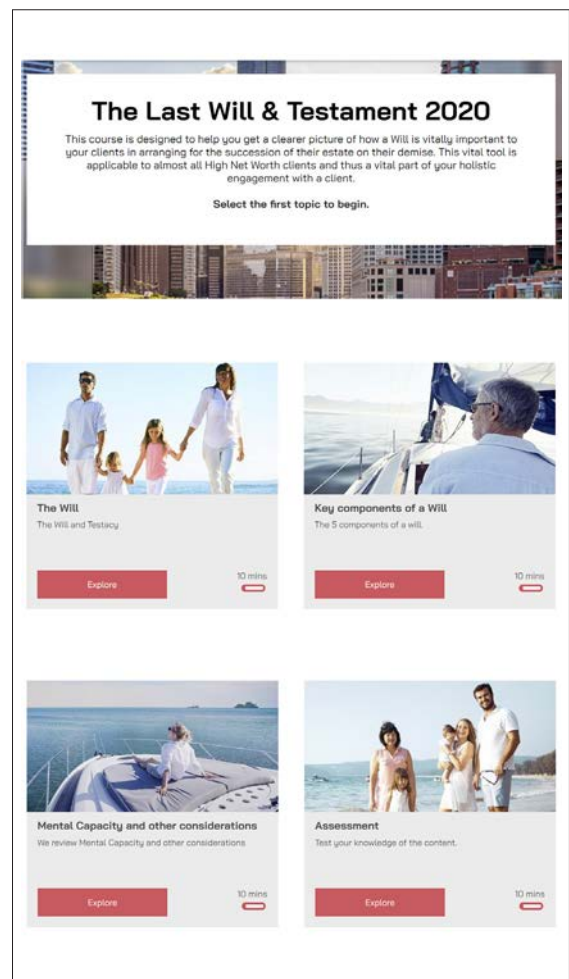 The Last Will & Testament 2020
This course is designed to help you get a clearer picture of how a Will is vitally important to
your clients in arranging for the succession of their estate on their demise. This vital tool is
applicable to almost all High Net Worth clients and thus a vital part of your holistic
engagement with a client.
Select the first topic to begin.
The Will
The Will and Testacy
Explore
10 mins
Key components of a Will
The 5 components of a will.
Explore
10 mins
Mental Capacity and other considerations
We review Mental Capacity and other considerations
Explore
10 mins
Assessment
Test your knowledge of the content.
Explore
10 mins